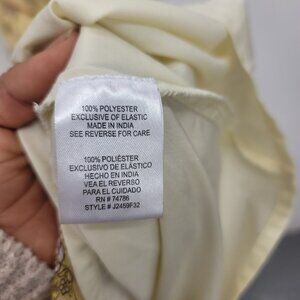 100% POLYESTER
EXCLUSIVE OF ELASTIC
MADE IN INDIA
SEE REVERSE FOR CARE
100% POLIÉSTER
EXCLUSIVO DE ELÁSTICO
HECHO EN INDIA
VEA EL REVERSO
PARA EL CUIDADO
RN # 74786
STYLE # J2459F32